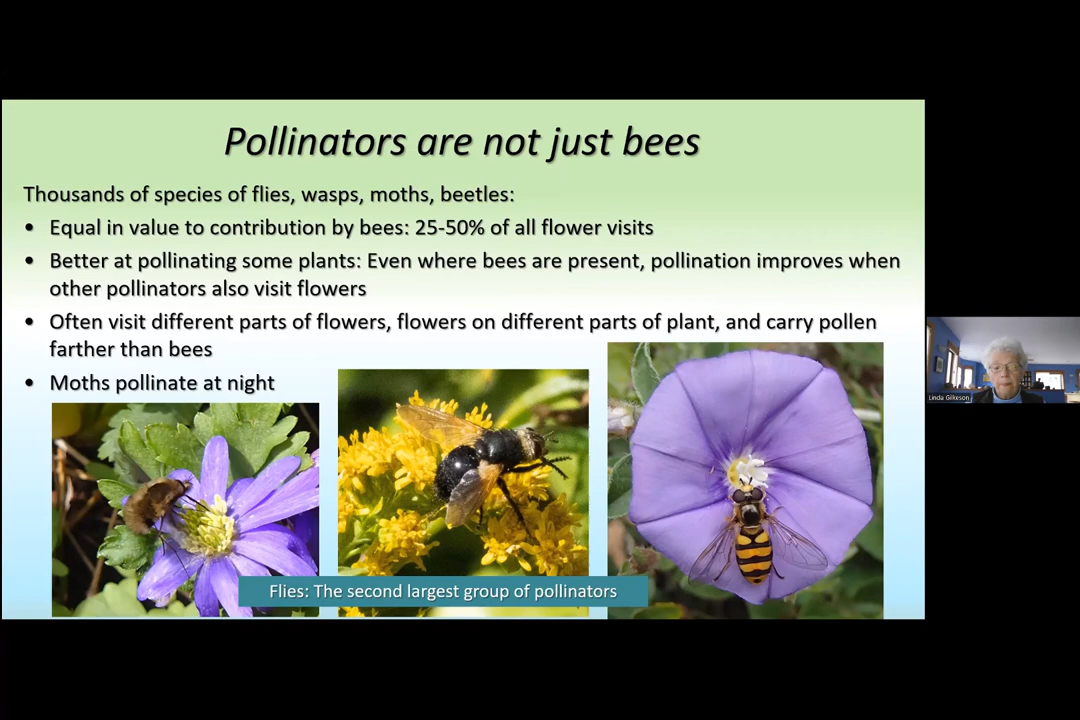 Pollinators are not just bees
Thousands of species of flies, wasps, moths, beetles:
• Equal in value to contribution by bees: 25-50% of all flower visits
• Better at pollinating some plants: Even where bees are present, pollination improves when
other pollinators also visit flowers
• Often visit different parts of flowers, flowers on different parts of plant, and carry pollen
farther than bees
• Moths pollinate at night
Flies: The second largest group of pollinators
Linda Gilkeson